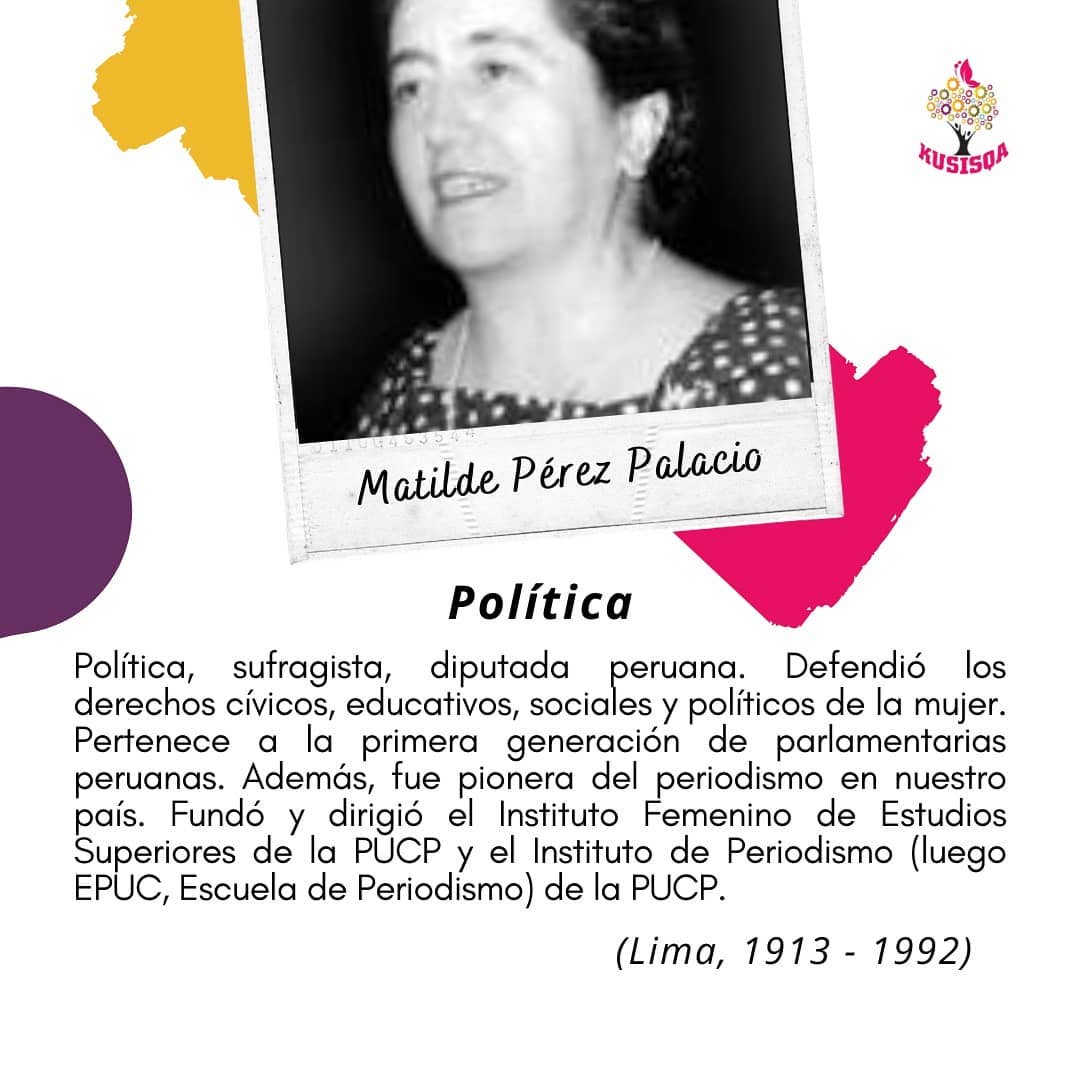 KUSISQA
Matilde Pérez Palacio
Política
Política, sufragista, diputada peruana. Defendió los
derechos cívicos, educativos, sociales y políticos de la mujer.
Pertenece a la primera generación de parlamentarias
peruanas. Además, fue pionera del periodismo en nuestro
país. Fundó y dirigió el Instituto Femenino de Estudios
Superiores de la PUCP y el Instituto de Periodismo (luego
EPUC, Escuela de Periodismo) de la PUCP.
(Lima, 1913 - 1992)